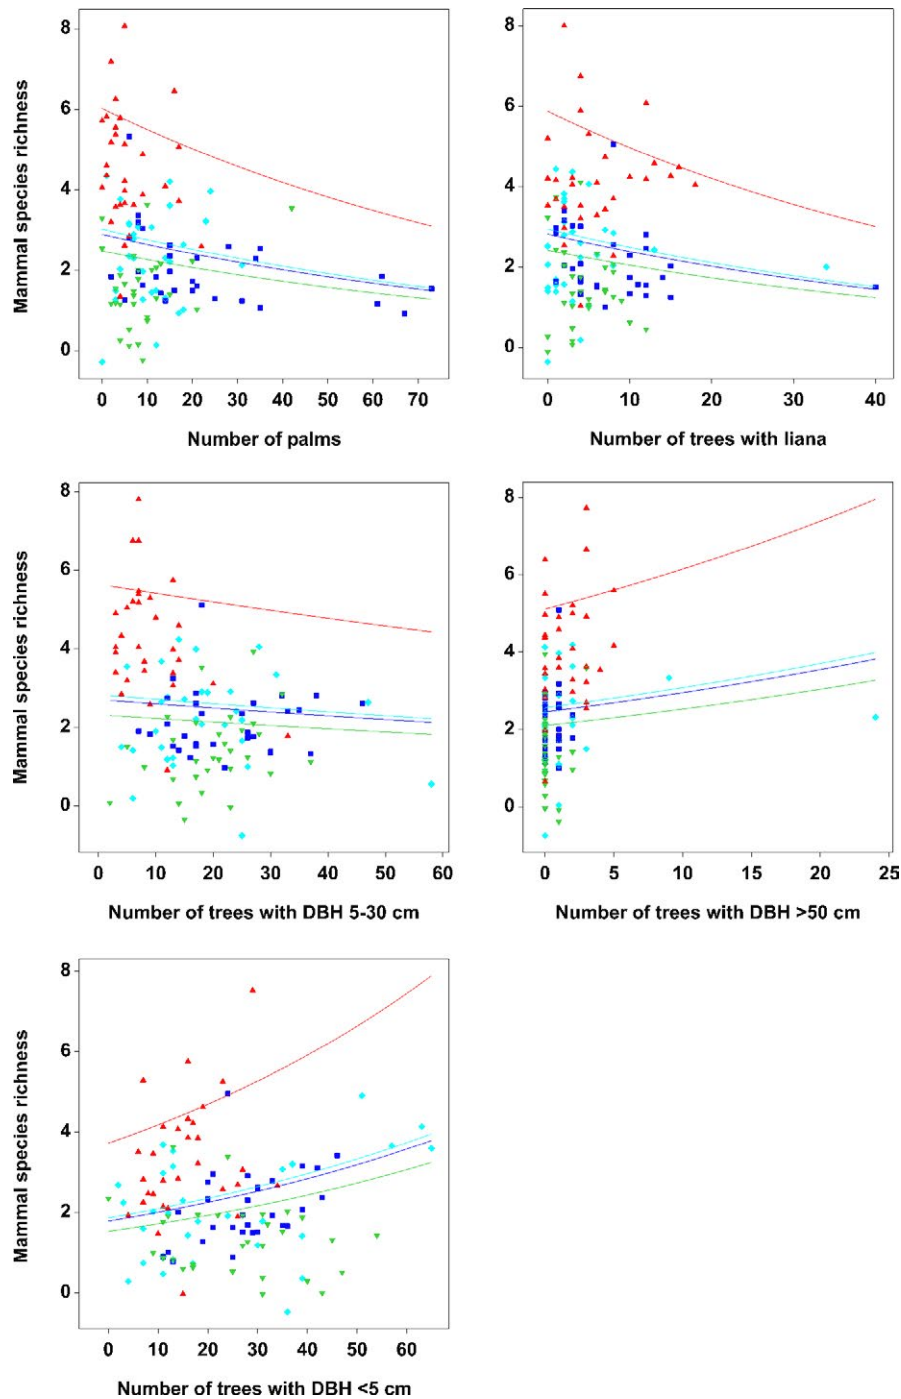 Mammal species richness
8
6
4
2
0
0 10 20 30 40 50 60 70
Number of palms
Mammal species richness
8
6
4
2
0
0 10 20 30 40
Number of trees with liana
Mammal species richness
8
6
4
2
0
0 10 20 30 40 50 60
Number of trees with DBH 5-30 cm
Mammal species richness
8
6
4
2
0
0 5 10 15 20 25
Number of trees with DBH >50 cm
Mammal species richness
8
6
4
2
0
0 10 20 30 40 50 60
Number of trees with DBH <5 cm